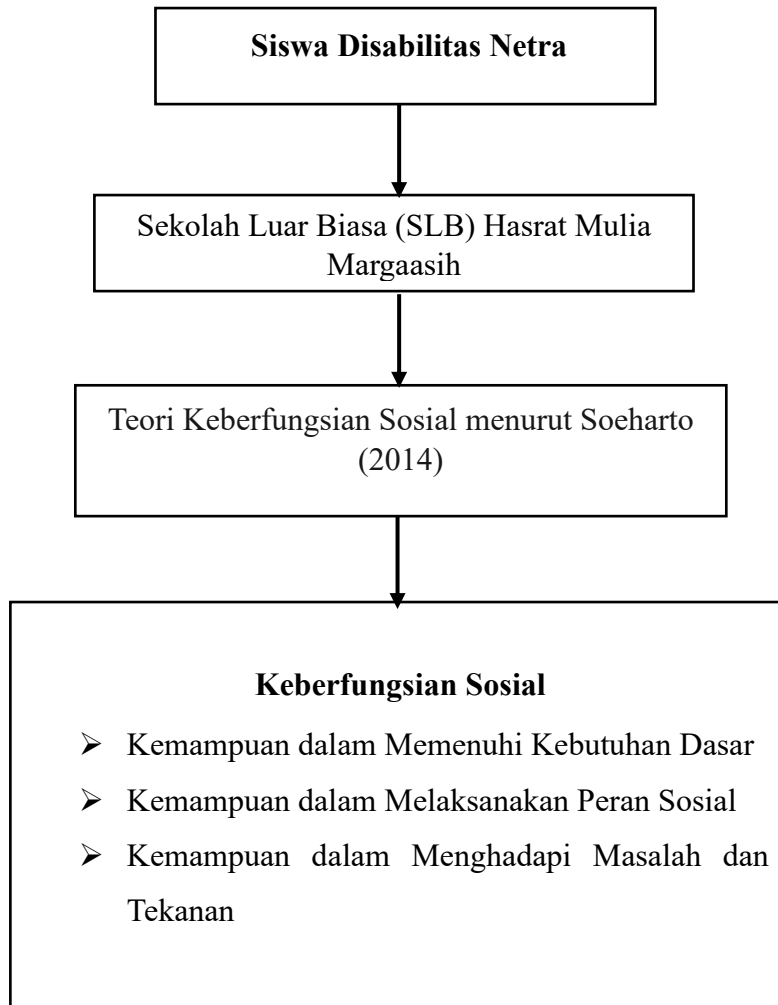 Siswa Disabilitas Netra
Sekolah Luar Biasa (SLB) Hasrat Mulia
Margaasih
Teori Keberfungsian Sosial menurut Soeharto
(2014)
Keberfungsian Sosial
➢ Kemampuan dalam Memenuhi Kebutuhan Dasar
➢ Kemampuan dalam Melaksanakan Peran Sosial
➢ Kemampuan dalam Menghadapi Masalah dan
Tekanan